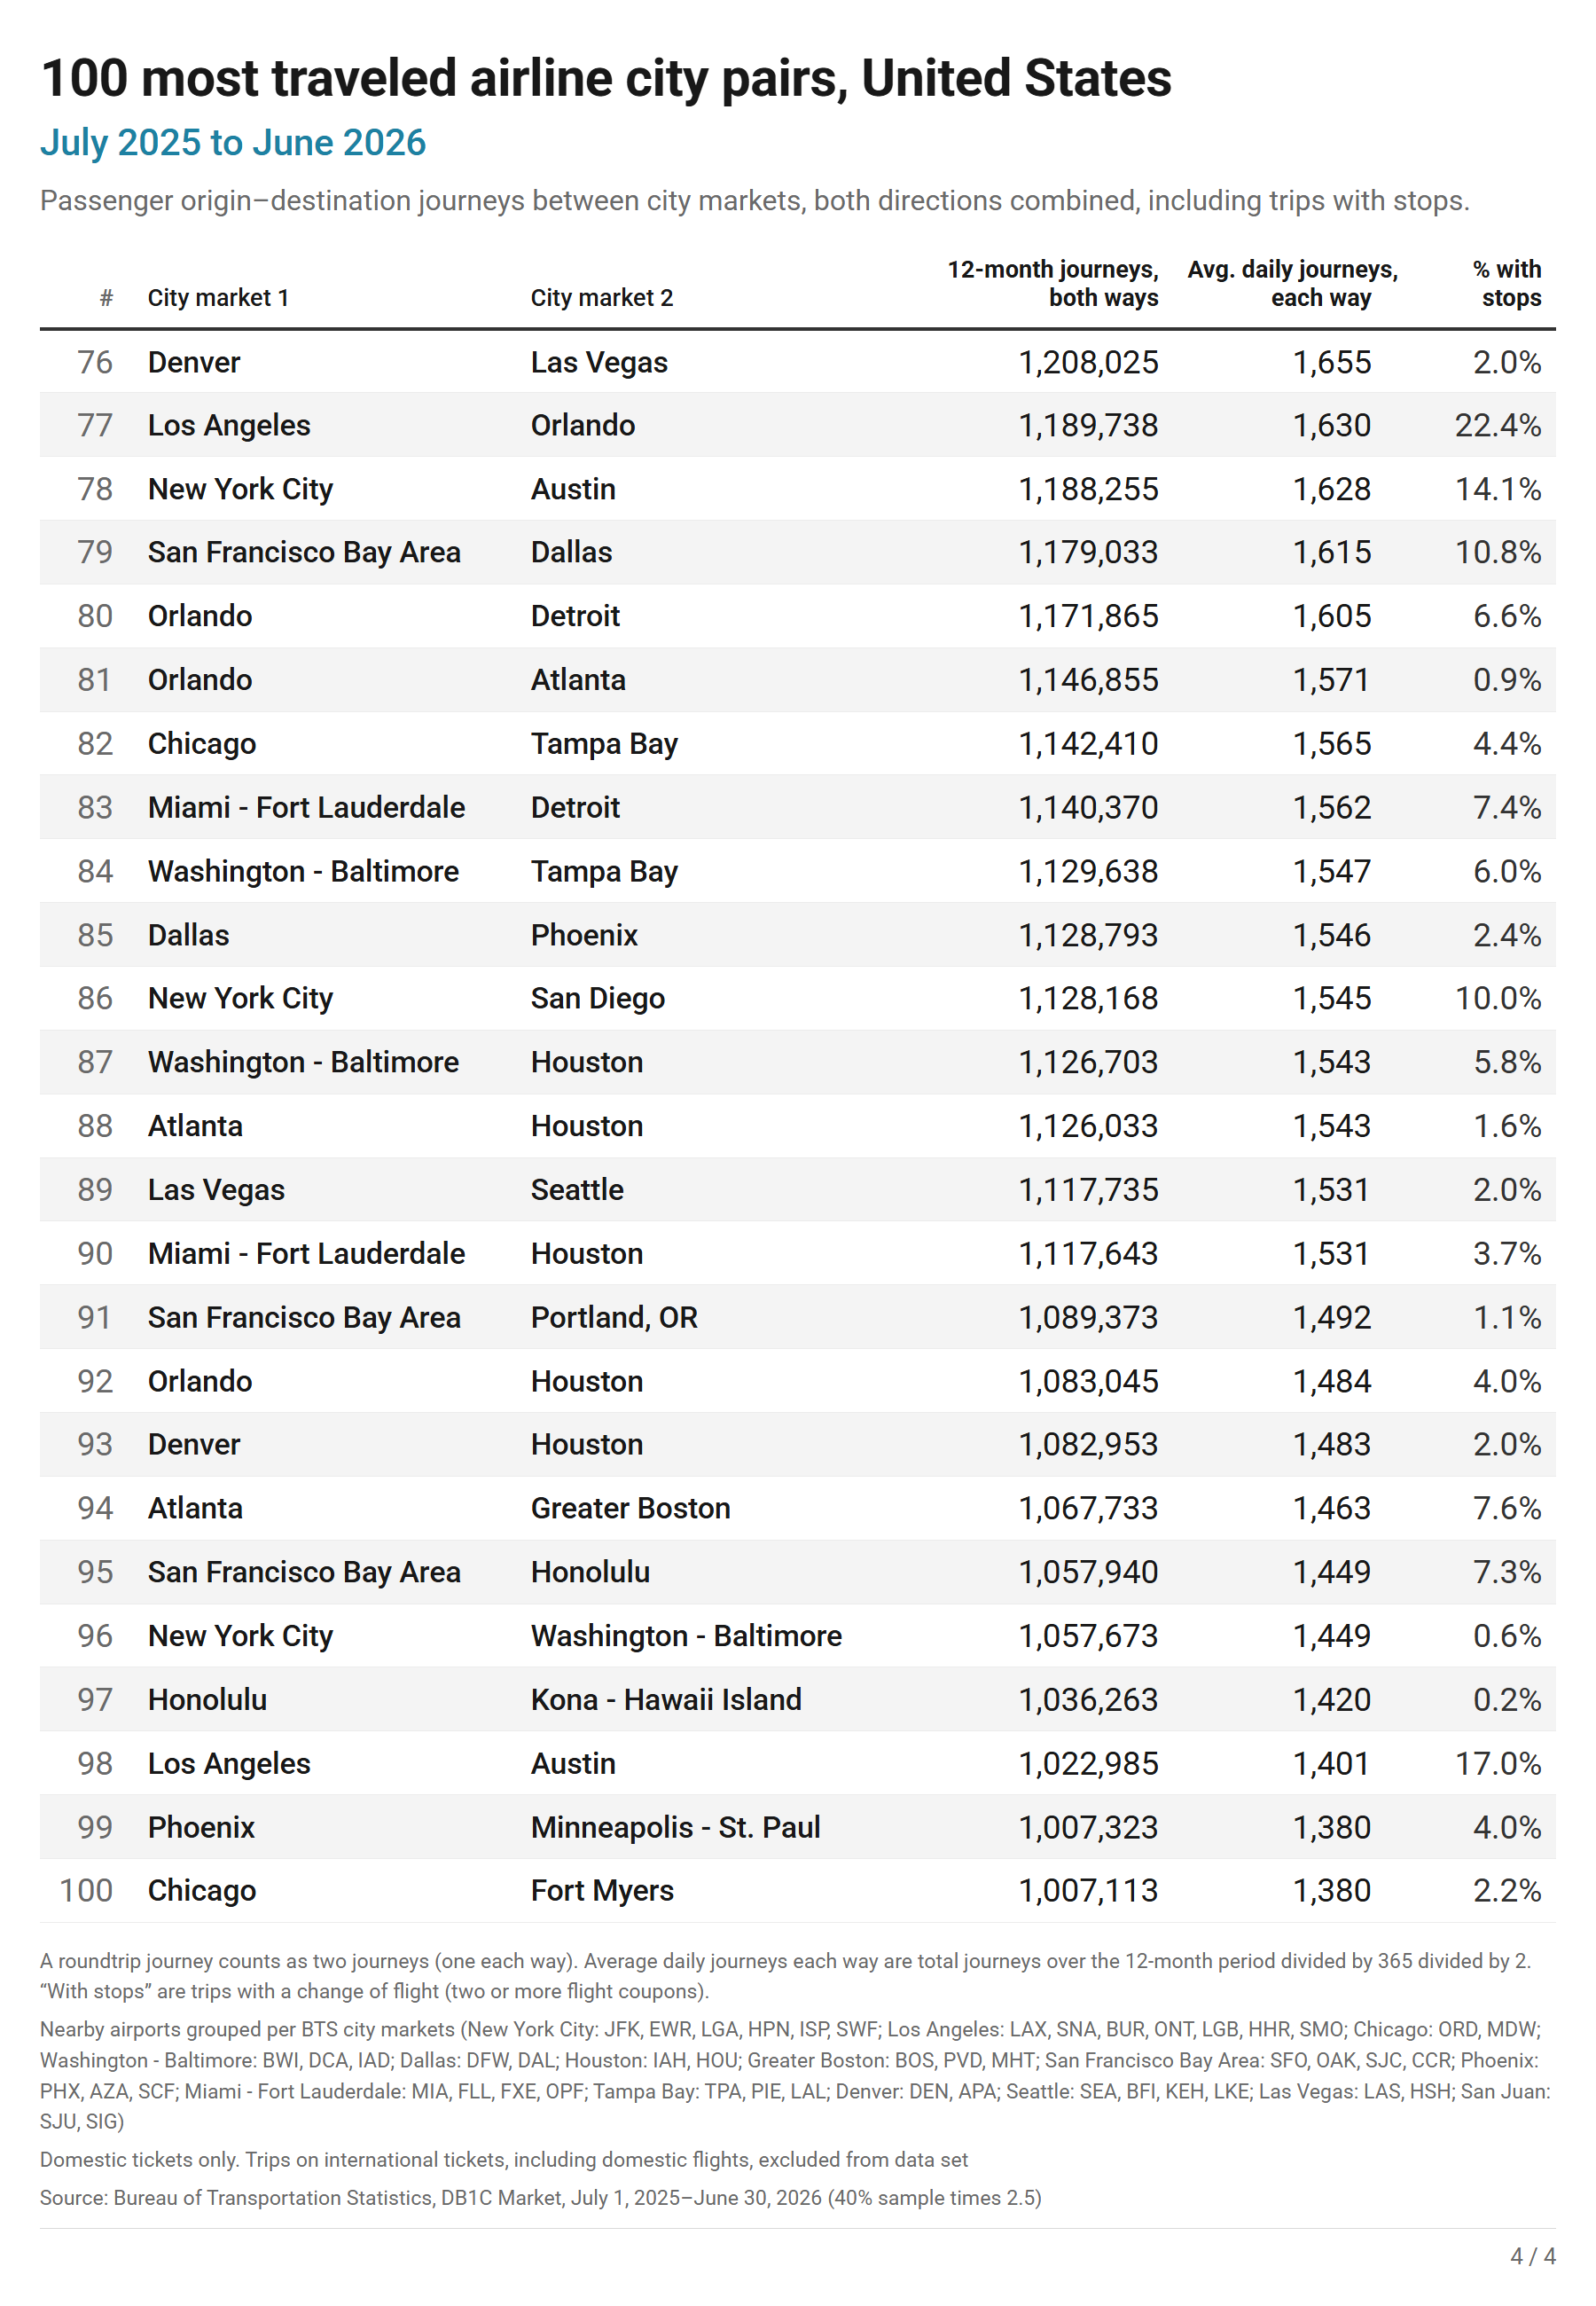 100 most traveled airline city pairs, United States
July 2025 to June 2026
Passenger origin–destination journeys between city markets, both directions combined, including trips with stops.
# City market 1 City market 2 12-month journeys, both ways Avg. daily journeys, each way % with stops
76 Denver Las Vegas 1,208,025 1,655 2.0%
77 Los Angeles Orlando 1,189,738 1,630 22.4%
78 New York City Austin 1,188,255 1,628 14.1%
79 San Francisco Bay Area Dallas 1,179,033 1,615 10.8%
80 Orlando Detroit 1,171,865 1,605 6.6%
81 Orlando Atlanta 1,146,855 1,571 0.9%
82 Chicago Tampa Bay 1,142,410 1,565 4.4%
83 Miami - Fort Lauderdale Detroit 1,140,370 1,562 7.4%
84 Washington - Baltimore Tampa Bay 1,129,638 1,547 6.0%
85 Dallas Phoenix 1,128,793 1,546 2.4%
86 New York City San Diego 1,128,168 1,545 10.0%
87 Washington - Baltimore Houston 1,126,703 1,543 5.8%
88 Atlanta Houston 1,126,033 1,543 1.6%
89 Las Vegas Seattle 1,117,735 1,531 2.0%
90 Miami - Fort Lauderdale Houston 1,117,643 1,531 3.7%
91 San Francisco Bay Area Portland, OR 1,089,373 1,492 1.1%
92 Orlando Houston 1,083,045 1,484 4.0%
93 Denver Houston 1,082,953 1,483 2.0%
94 Atlanta Greater Boston 1,067,733 1,463 7.6%
95 San Francisco Bay Area Honolulu 1,057,940 1,449 7.3%
96 New York City Washington - Baltimore 1,057,673 1,449 0.6%
97 Honolulu Kona - Hawaii Island 1,036,263 1,420 0.2%
98 Los Angeles Austin 1,022,985 1,401 17.0%
99 Phoenix Minneapolis - St. Paul 1,007,323 1,380 4.0%
100 Chicago Fort Myers 1,007,113 1,380 2.2%
A roundtrip journey counts as two journeys (one each way). Average daily journeys each way are total journeys over the 12-month period divided by 365 divided by 2.
“With stops” are trips with a change of flight (two or more flight coupons).
Nearby airports grouped per BTS city markets (New York City: JFK, EWR, LGA, HPN, ISP, SWF; Los Angeles: LAX, SNA, BUR, ONT, LGB, HHR, SMO; Chicago: ORD, MDW;
Washington - Baltimore: BWI, DCA, IAD; Dallas: DFW, DAL; Houston: IAH, HOU; Greater Boston: BOS, PVD, MHT; San Francisco Bay Area: SFO, OAK, SJC, CCR; Phoenix:
PHX, AZA, SCF; Miami - Fort Lauderdale: MIA, FLL, FXE, OPF; Tampa Bay: TPA, PIE, LAL; Denver: DEN, APA; Seattle: SEA, BFI, KEH, LKE; Las Vegas: LAS, HSH; San Juan:
SJU, SIG)
Domestic tickets only. Trips on international tickets, including domestic flights, excluded from data set
Source: Bureau of Transportation Statistics, DB1C Market, July 1, 2025–June 30, 2026 (40% sample times 2.5)
4 / 4